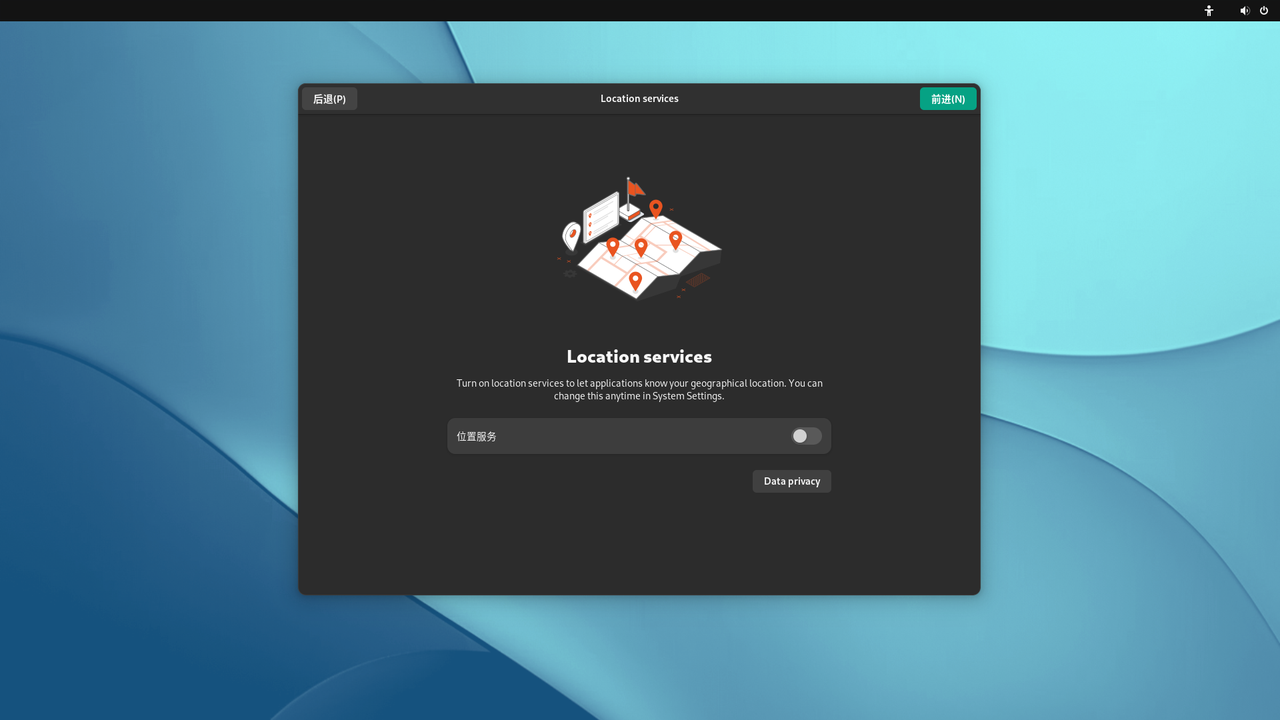 后退(P)
Location services
前进(N)
Location services
Turn on location services to let applications know your geographical location. You can
change this anytime in System Settings.
位置服务
Data privacy